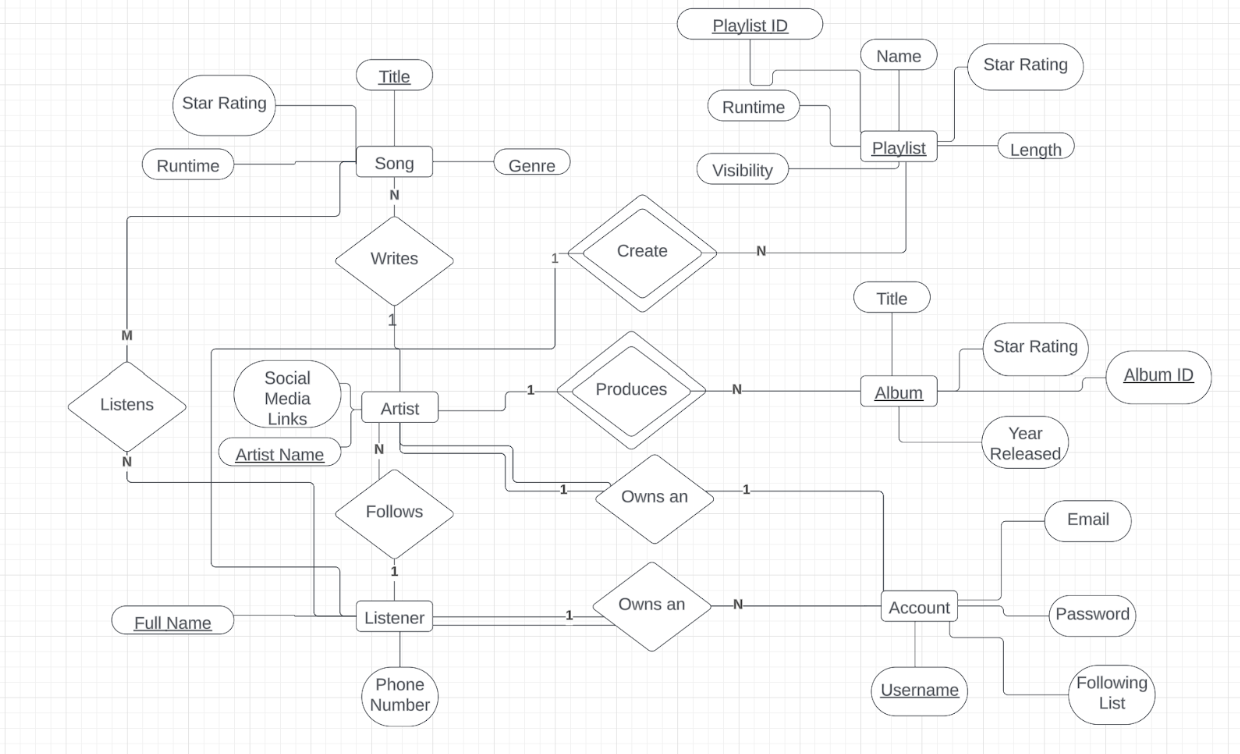 Playlist ID
Name
Star Rating
Title
Star Rating
Runtime
Runtime
Song
Genre
Playlist
Length
Visibility
N
Writes
Create
1
N
1
Title
M
Star Rating
Social
Media
Links
Listens
Artist
1
Produces
N
Album
Album ID
Artist Name
N
N
Year
Released
Follows
1
Owns an
1
Email
1
Full Name
Listener
1
Owns an
N
Account
Password
Phone
Number
Username
Following
List